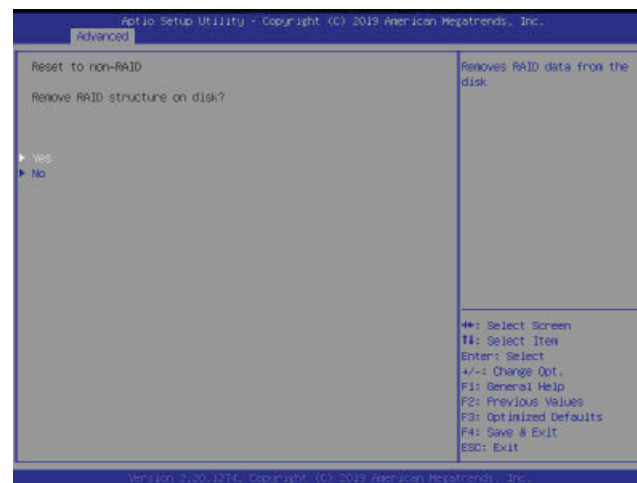 Aptio Setup Utility - Copyright (C) 2019 American Megatrends, Inc.
Advanced
Reset to non-RAID
Remove RAID structure on disk?
Yes
No
Removes RAID data from the
disk
↔: Select Screen
↑↓: Select Item
Enter: Select
+/-: Change Opt.
F1: General Help
F2: Previous Values
F3: Optimized Defaults
F4: Save & Exit
ESC: Exit
Version 2.20.1274. Copyright (C) 2019 American Megatrends, Inc.